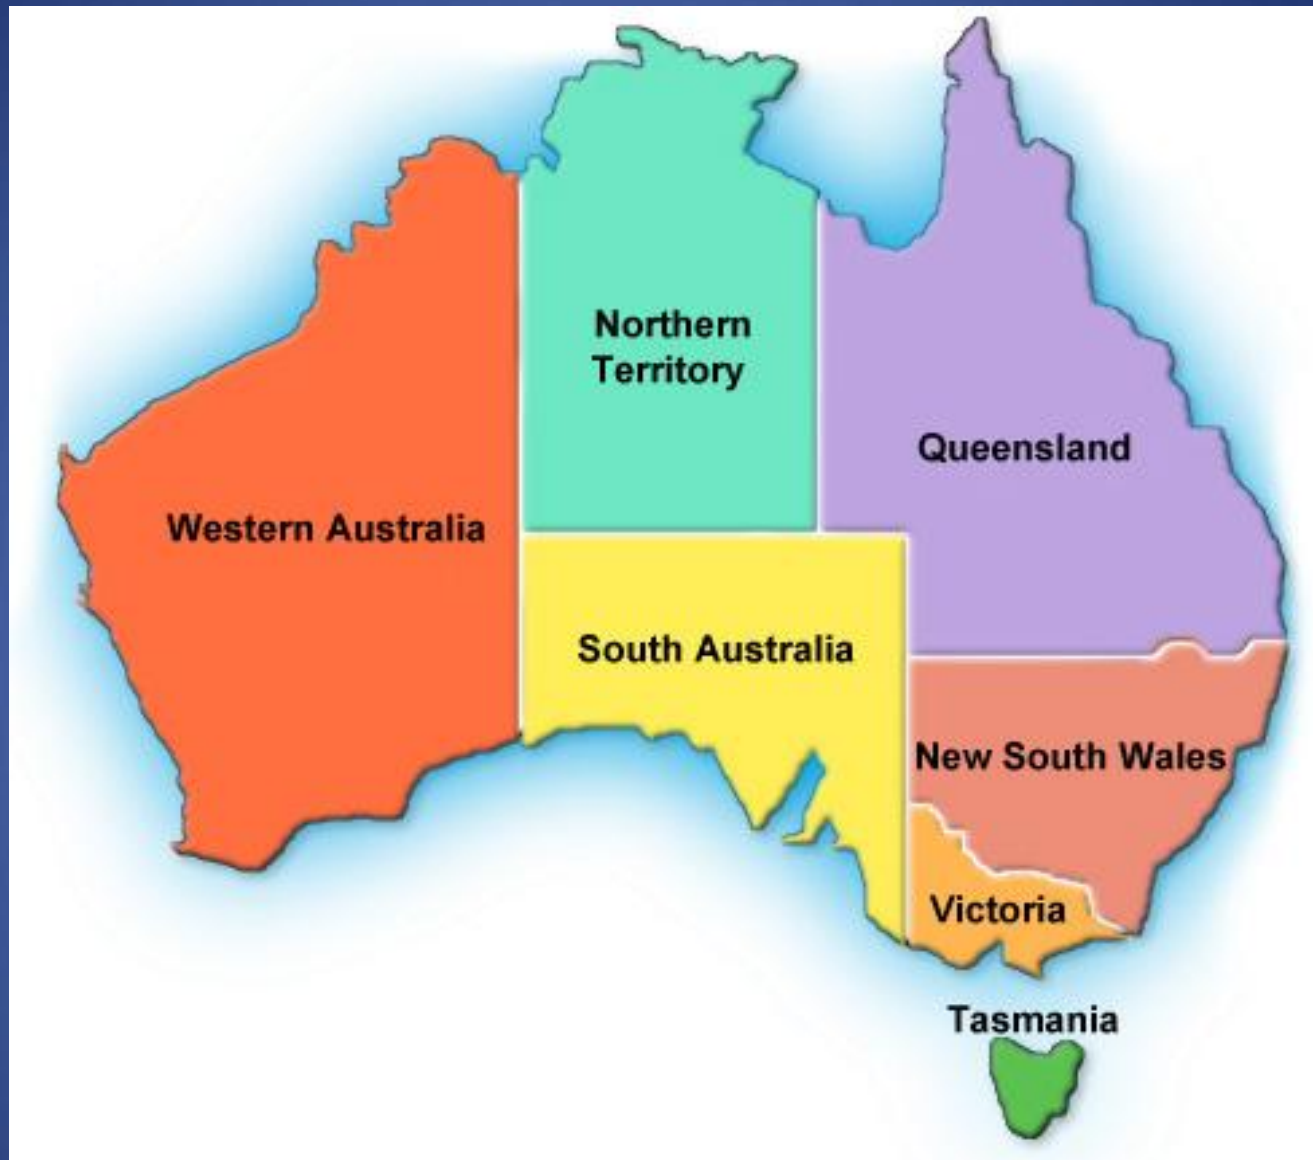 Northern
Territory
Queensland
Western Australia
South Australia
New South Wales
Victoria
Tasmania